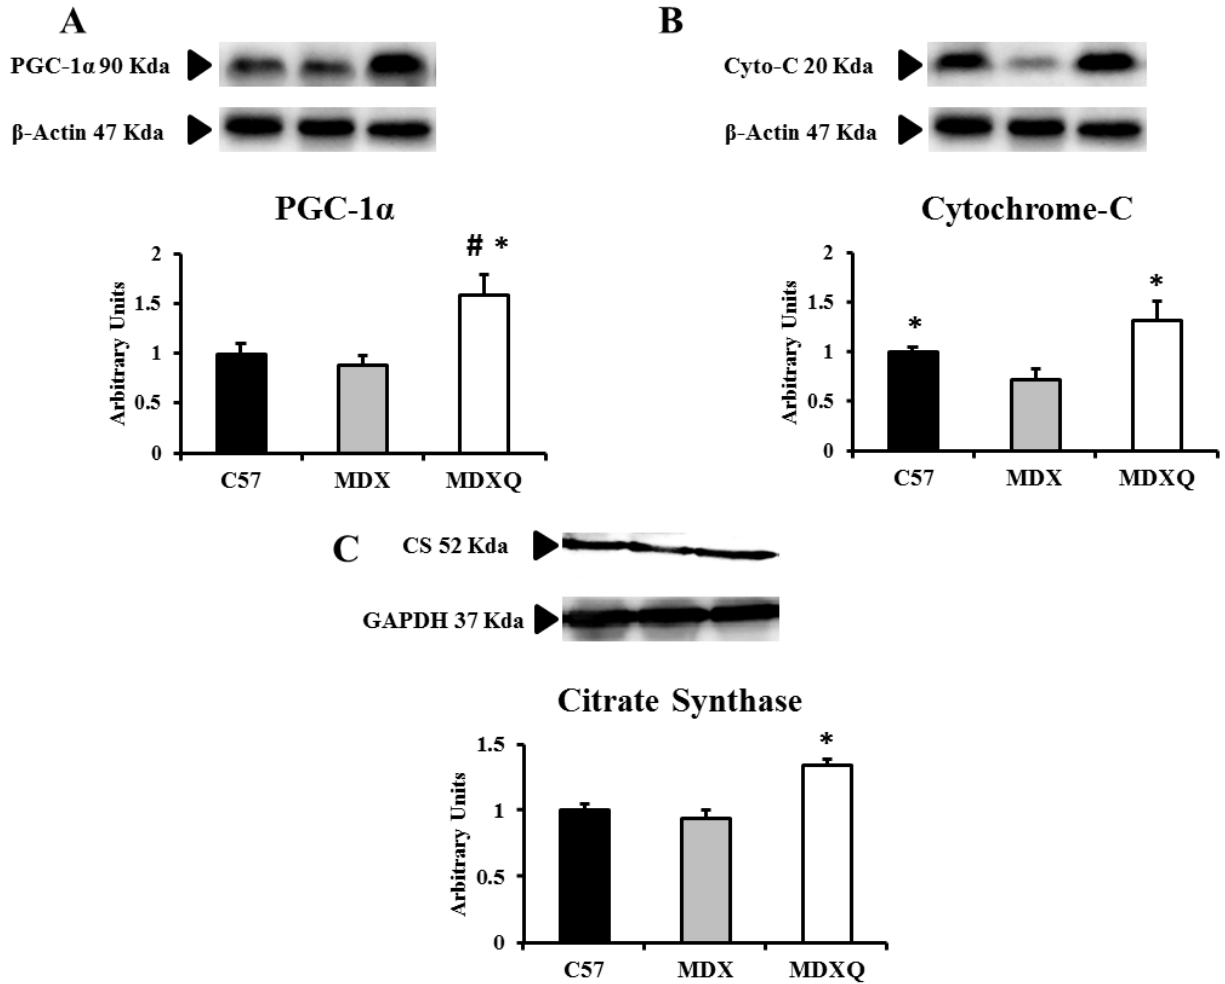 A
PGC-1α 90 Kda
β-Actin 47 Kda
PGC-1α
# *
2
1.5
1
0.5
0
Arbitrary Units
C57 MDX MDXQ
B
Cyto-C 20 Kda
β-Actin 47 Kda
Cytochrome-C
*
*
2
1.5
1
0.5
0
Arbitrary Units
C57 MDX MDXQ
C
CS 52 Kda
GAPDH 37 Kda
Citrate Synthase
*
1.5
1
0.5
0
Arbitrary Units
C57 MDX MDXQ